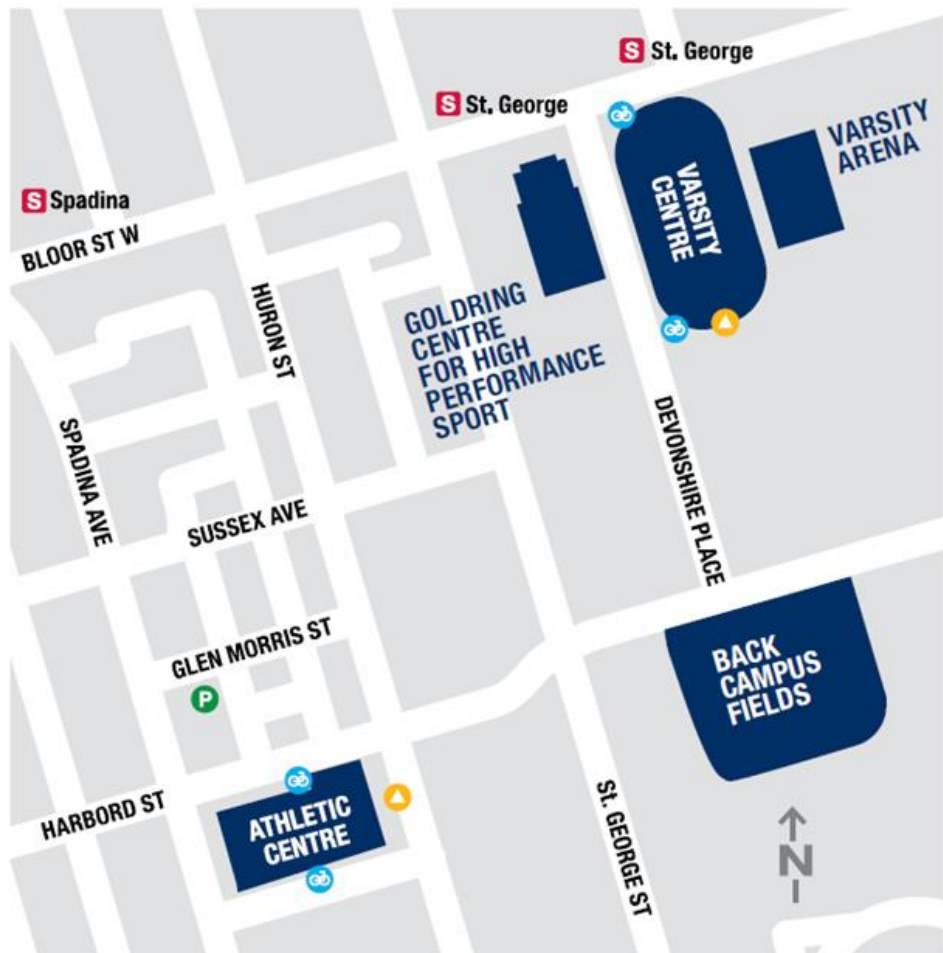 S St. George
S St. George
VARSITY
ARENA
VARSITY
CENTRE
S Spadina
BLOOR ST W
HURON ST
GOLDRING
CENTRE
FOR HIGH
PERFORMANCE
SPORT
SPADINA AVE
DEVONSHIRE PLACE
SUSSEX AVE
GLEN MORRIS ST
P
BACK
CAMPUS
FIELDS
HARBORD ST
ATHLETIC
CENTRE
St. GEORGE ST
N